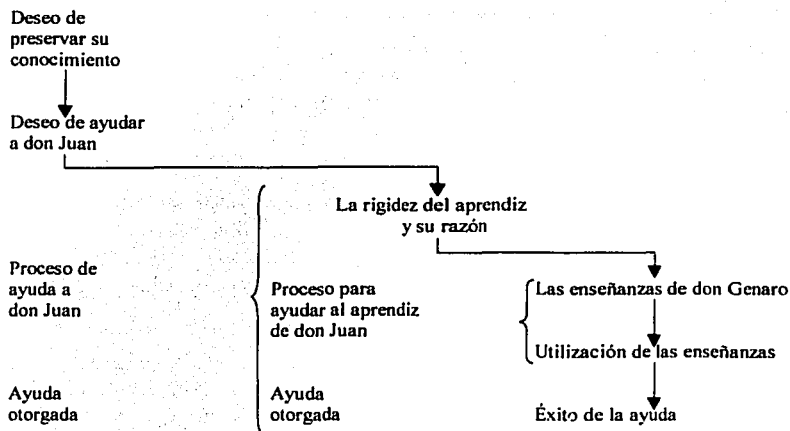 Deseo de
preservar su
conocimiento
Deseo de ayudar
a don Juan
La rigidez del aprendiz
y su razón
Proceso de
ayuda a
don Juan
Proceso para
ayudar al aprendiz
de don Juan
Las enseñanzas de don Genaro
Utilización de las enseñanzas
Ayuda
otorgada
Ayuda
otorgada
Éxito de la ayuda